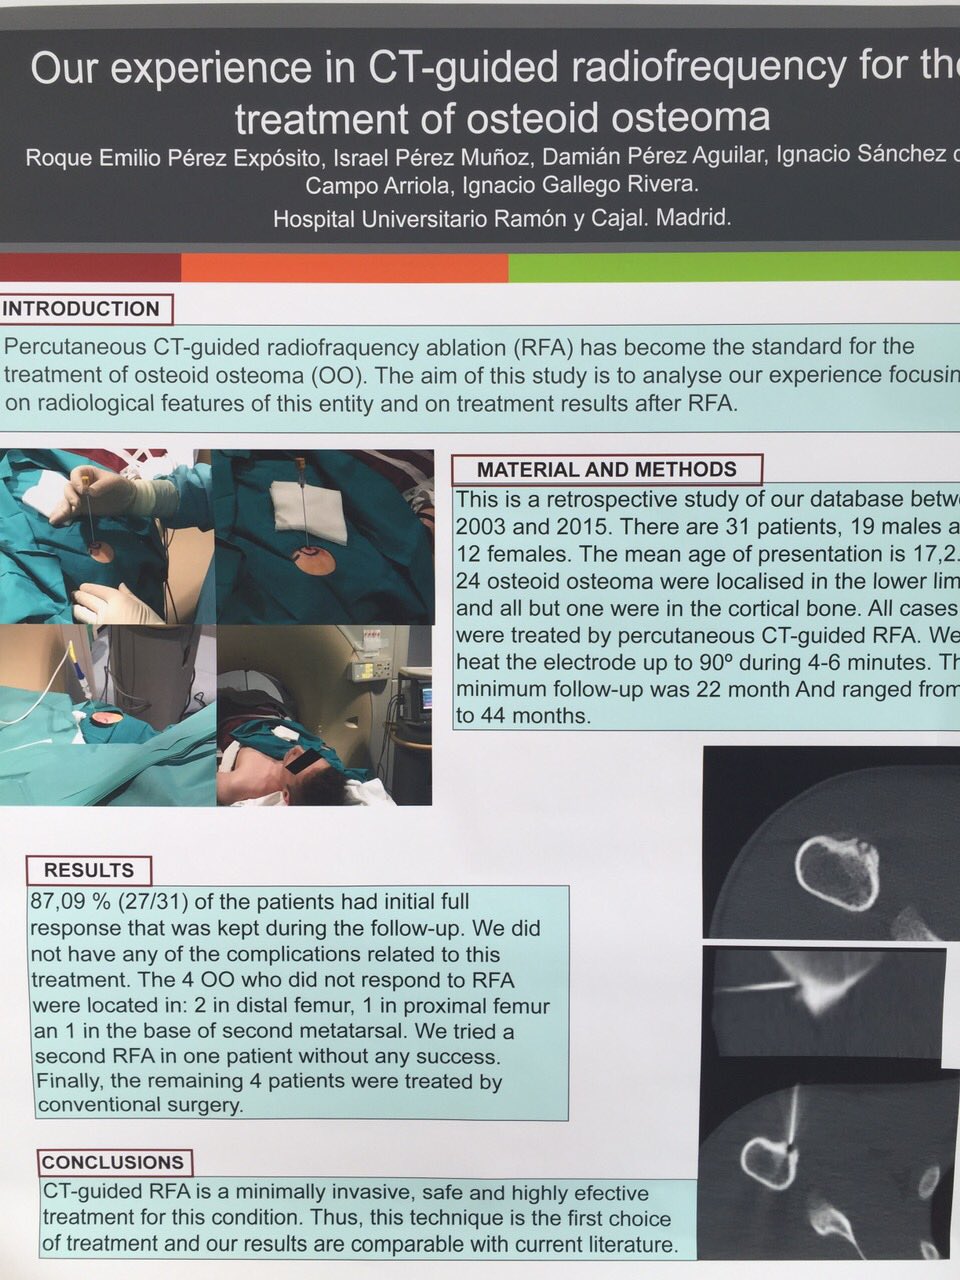 Our experience in CT-guided radiofrequency for the
treatment of osteoid osteoma
Roque Emilio Pérez Expósito, Israel Pérez Muñoz, Damián Pérez Aguilar, Ignacio Sánchez
Campo Arriola, Ignacio Gallego Rivera.
Hospital Universitario Ramón y Cajal. Madrid.
INTRODUCTION
Percutaneous CT-guided radiofraquency ablation (RFA) has become the standard for the
treatment of osteoid osteoma (OO). The aim of this study is to analyse our experience focusin
on radiological features of this entity and on treatment results after RFA.
MATERIAL AND METHODS
This is a retrospective study of our database betw
2003 and 2015. There are 31 patients, 19 males a
12 females. The mean age of presentation is 17,2.
24 osteoid osteoma were localised in the lower lim
and all but one were in the cortical bone. All cases
were treated by percutaneous CT-guided RFA. We
heat the electrode up to 90º during 4-6 minutes. Th
minimum follow-up was 22 month And ranged from
to 44 months.
RESULTS
87,09 % (27/31) of the patients had initial full
response that was kept during the follow-up. We did
not have any of the complications related to this
treatment. The 4 OO who did not respond to RFA
were located in: 2 in distal femur, 1 in proximal femur
an 1 in the base of second metatarsal. We tried a
second RFA in one patient without any success.
Finally, the remaining 4 patients were treated by
conventional surgery.
CONCLUSIONS
CT-guided RFA is a minimally invasive, safe and highly efective
treatment for this condition. Thus, this technique is the first choice
of treatment and our results are comparable with current literature.